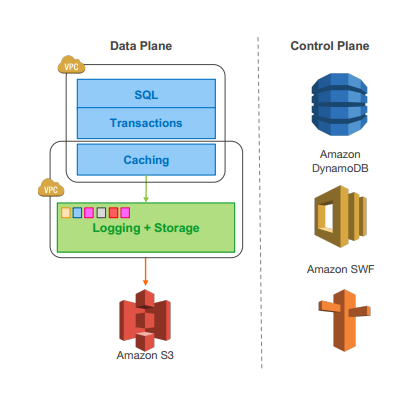 Data Plane
Control Plane
VPC
SQL
Transactions
Caching
VPC
Logging + Storage
Amazon S3
Amazon
DynamoDB
Amazon SWF